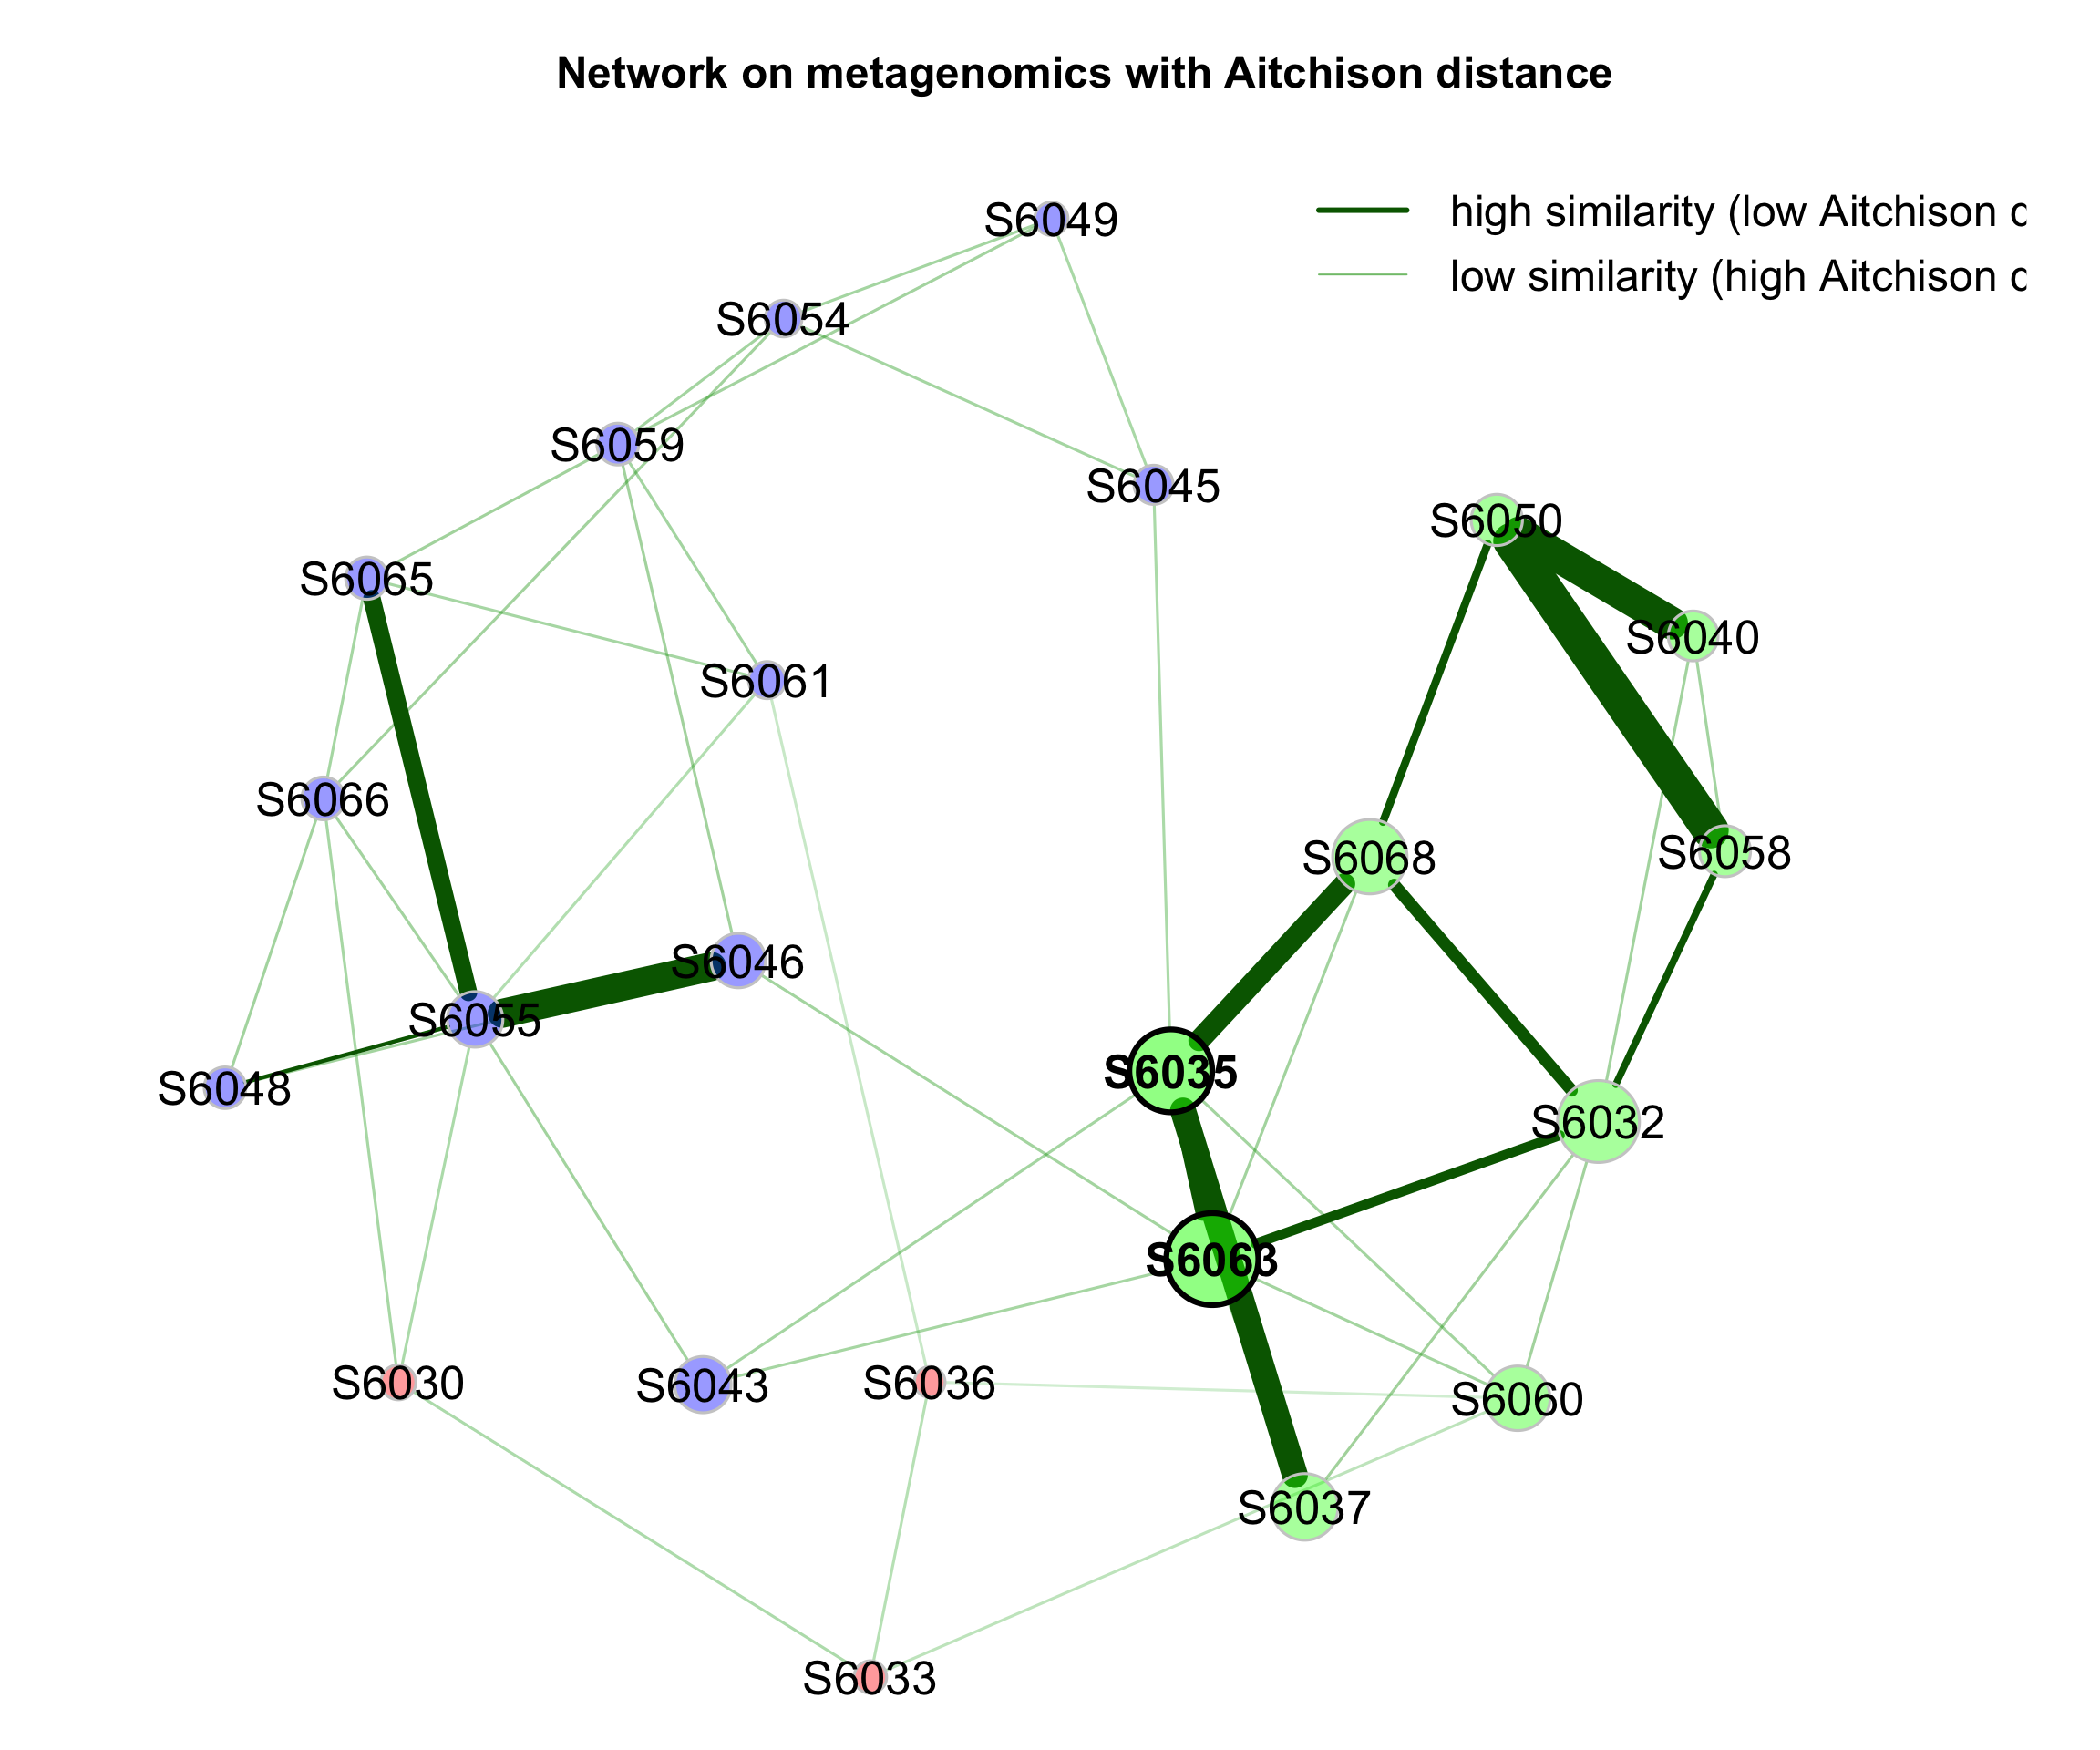 Network on metagenomics with Aitchison distance
high similarity (low Aitchison
low similarity (high Aitchison
S6049
S6054
S6059
S6045
S6050
S6065
S6040
S6061
S6066
S6058
S6068
S6046
S6055
S6035
S6048
S6032
S6063
S6030
S6043
S6036
S6060
S6037
S6033